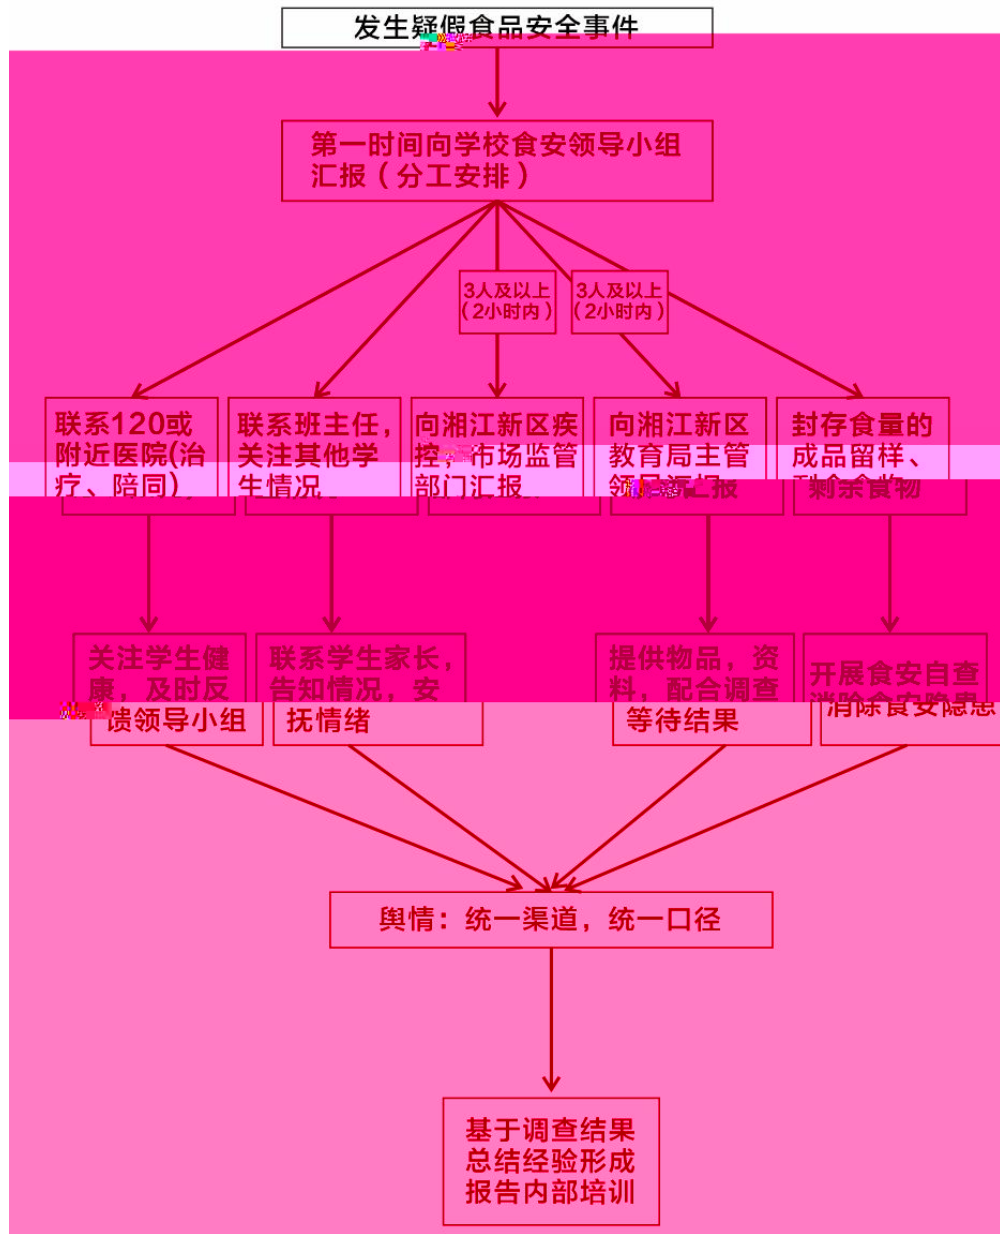 发生疑假食品安全事件
第一时间向学校食安领导小组
汇报（分工安排）
3人及以上
（2小时内）
3人及以上
（2小时内）
联系120或
附近医院(治
疗、陪同)
联系班主任，
关注其他学
生情况
向湘江新区疾
控，市场监管
部门汇报
向湘江新区
教育局主管
领导汇报
封存食量的
成品留样、
剩余食物
关注学生健
康，及时反
馈领导小组
联系学生家长，
告知情况，安
抚情绪
提供物品，资
料，配合调查
等待结果
开展食安自查
消除食安隐患
舆情：统一渠道，统一口径
基于调查结果
总结经验形成
报告内部培训